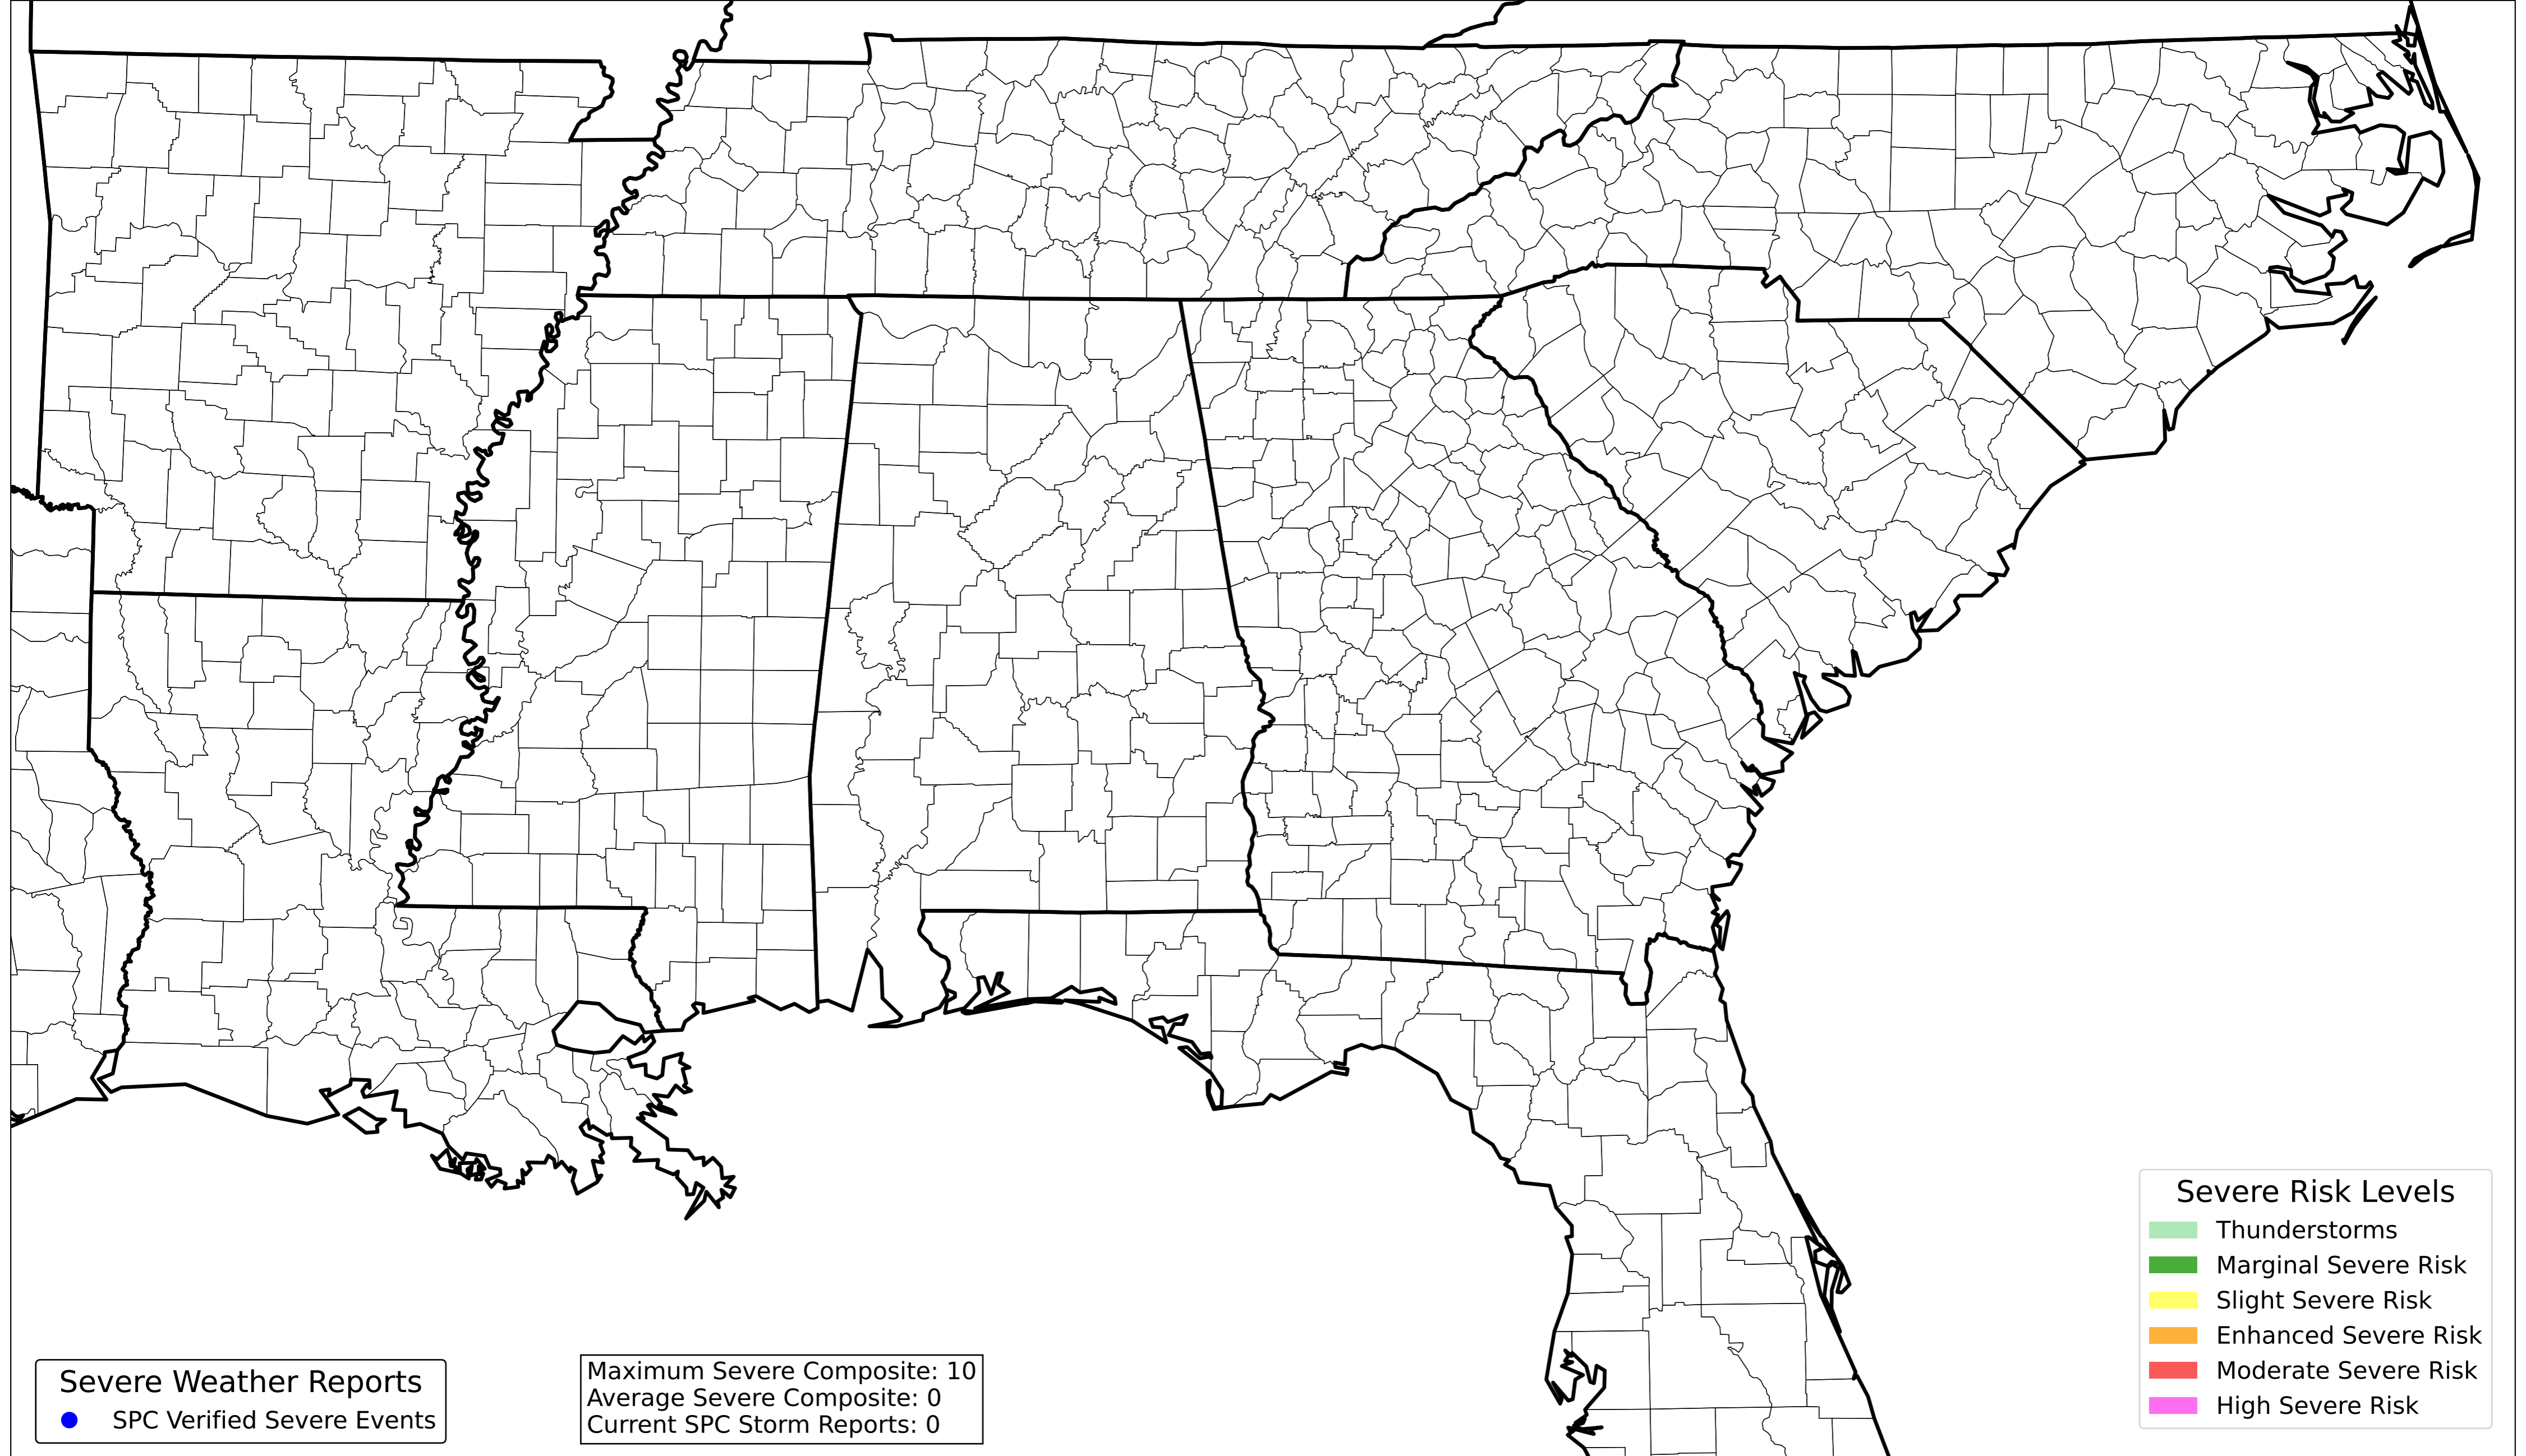 Severe Risk Levels
Thunderstorms
Marginal Severe Risk
Slight Severe Risk
Enhanced Severe Risk
Moderate Severe Risk
High Severe Risk
Severe Weather Reports
SPC Verified Severe Events
Maximum Severe Composite: 10
Average Severe Composite: 0
Current SPC Storm Reports: 0